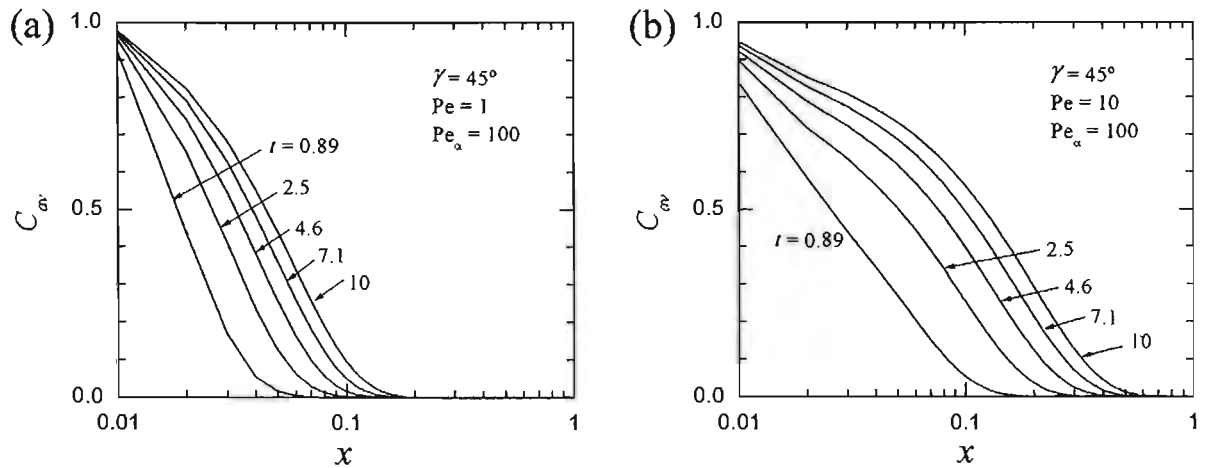 (a)
1.0
0.5
0.0
C_av
γ = 45°
Pe = 1
Pe_α = 100
t = 0.89
2.5
4.6
7.1
10
0.01
0.1
1
x
(b)
1.0
0.5
0.0
C_av
γ = 45°
Pe = 10
Pe_α = 100
t = 0.89
2.5
4.6
7.1
10
0.01
0.1
1
x